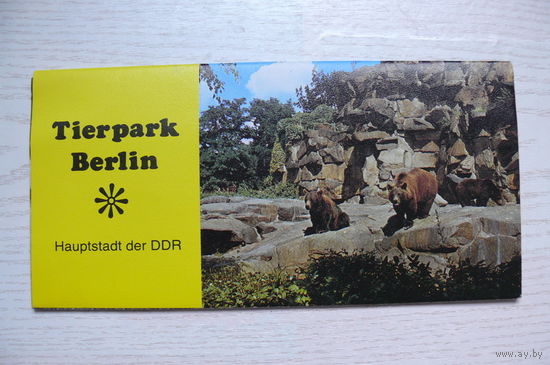 Tierpark
Berlin
Hauptstadt der DDR
www.ay.by